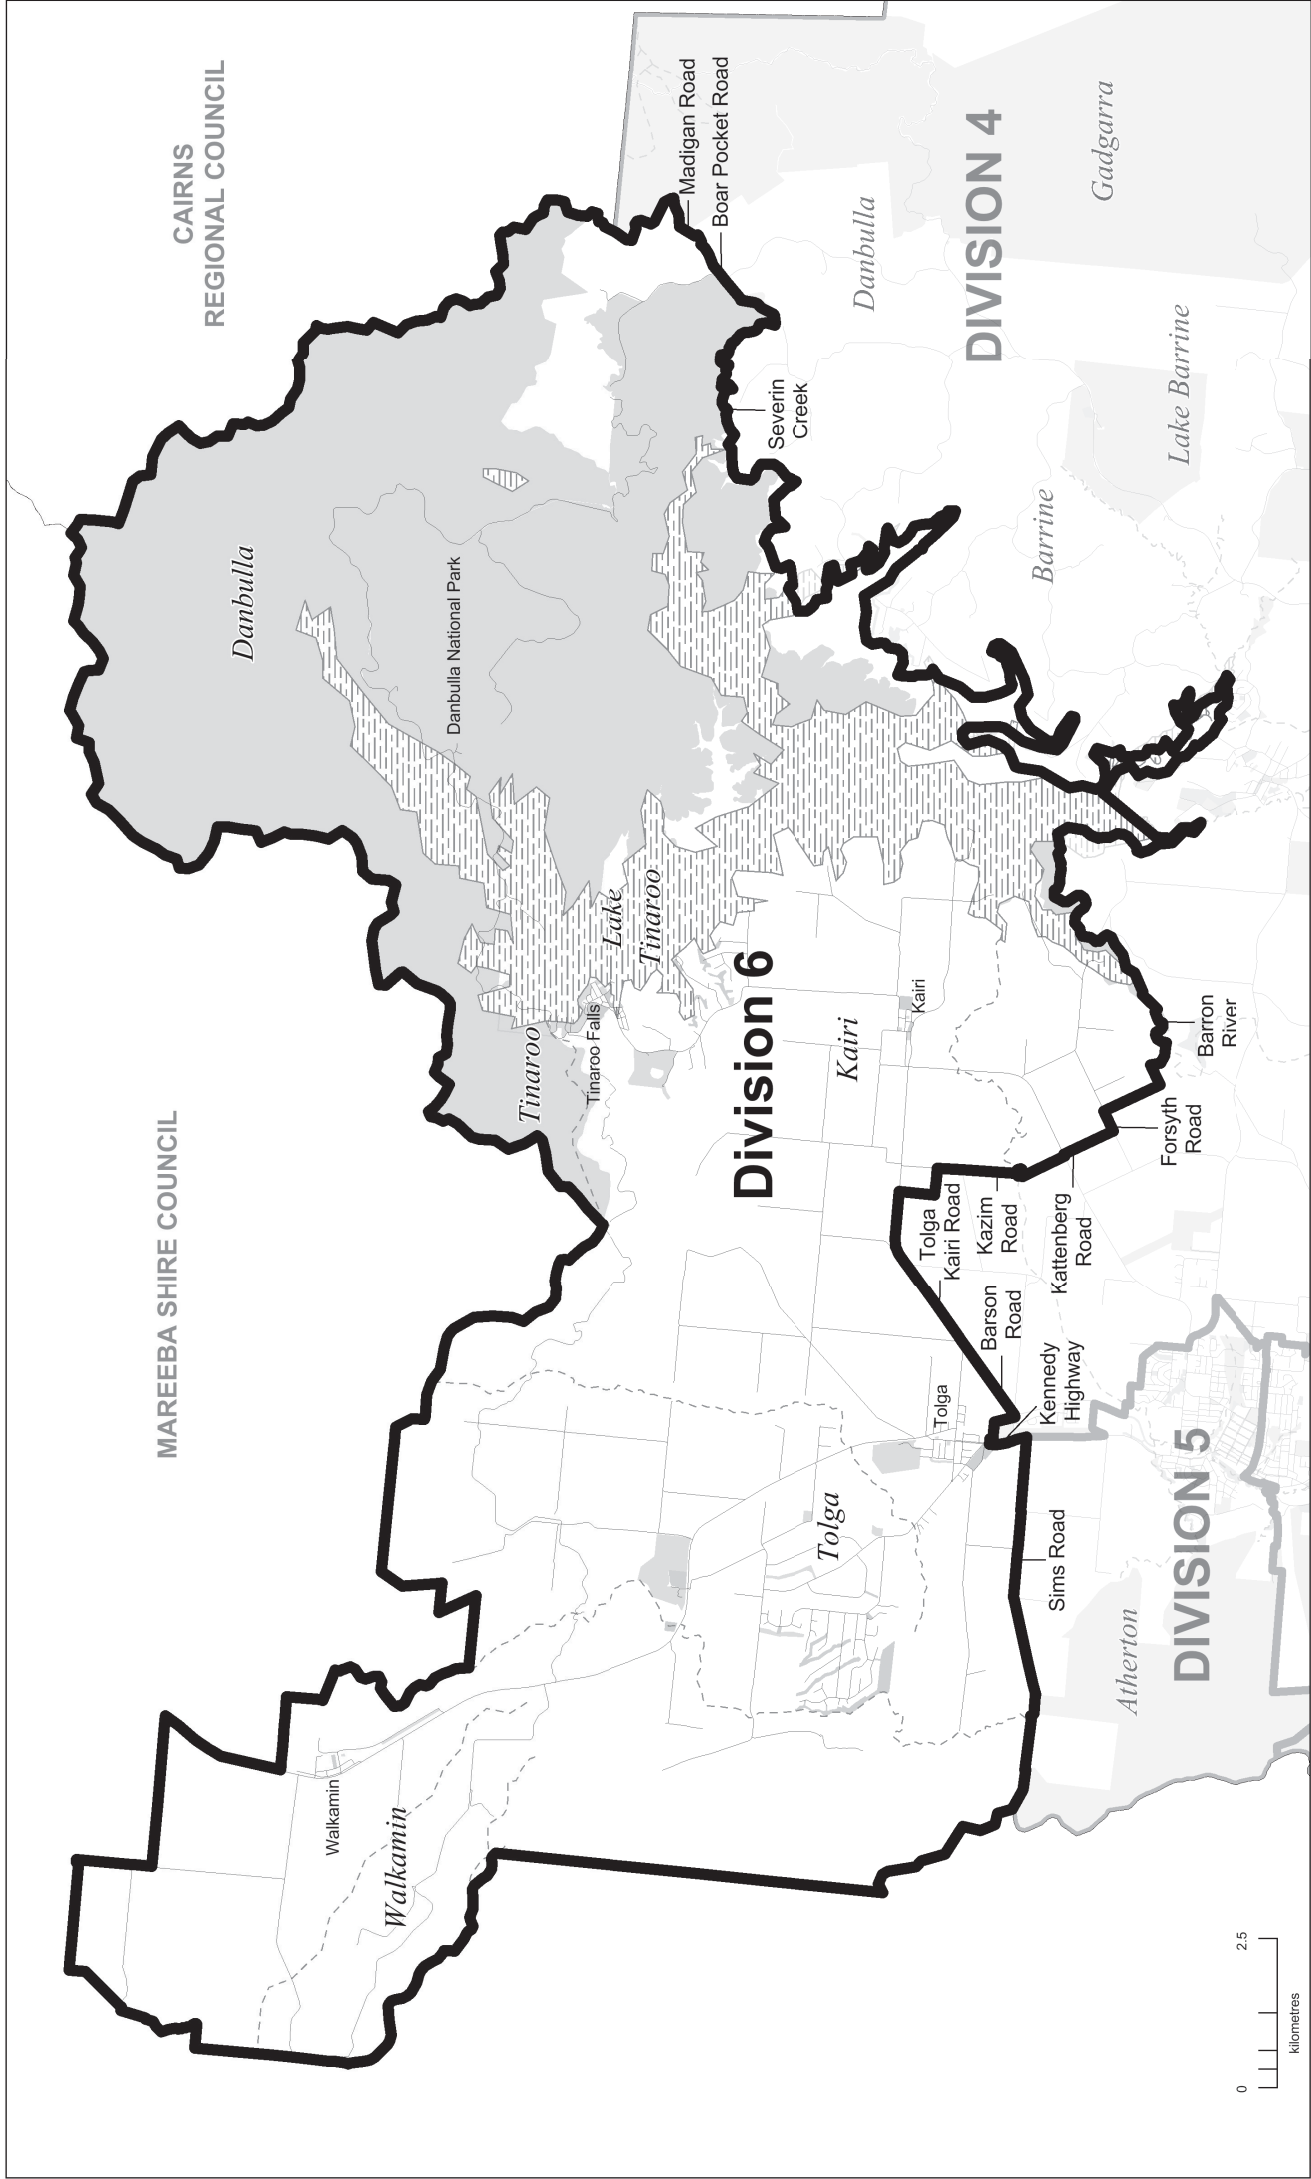 CAIRNS
REGIONAL COUNCIL
MAREEBA SHIRE COUNCIL
Madigan Road
Boar Pocket Road
Danbulla
Danbulla National Park
Severin
Creek
Danbulla
DIVISION 4
Gadgarra
Lake Barrine
Barrine
Lake
Tinaroo
Tinaroo
Tinaroo Falls
Division 6
Kairi
Kairi
Barron
River
Forsyth
Road
Kattenberg
Road
Kazim
Road
Tolga
Kairi Road
Barson
Road
Kennedy
Highway
Tolga
Tolga
Sims Road
DIVISION 5
Atherton
Walkamin
Walkamin
0
2.5
kilometres